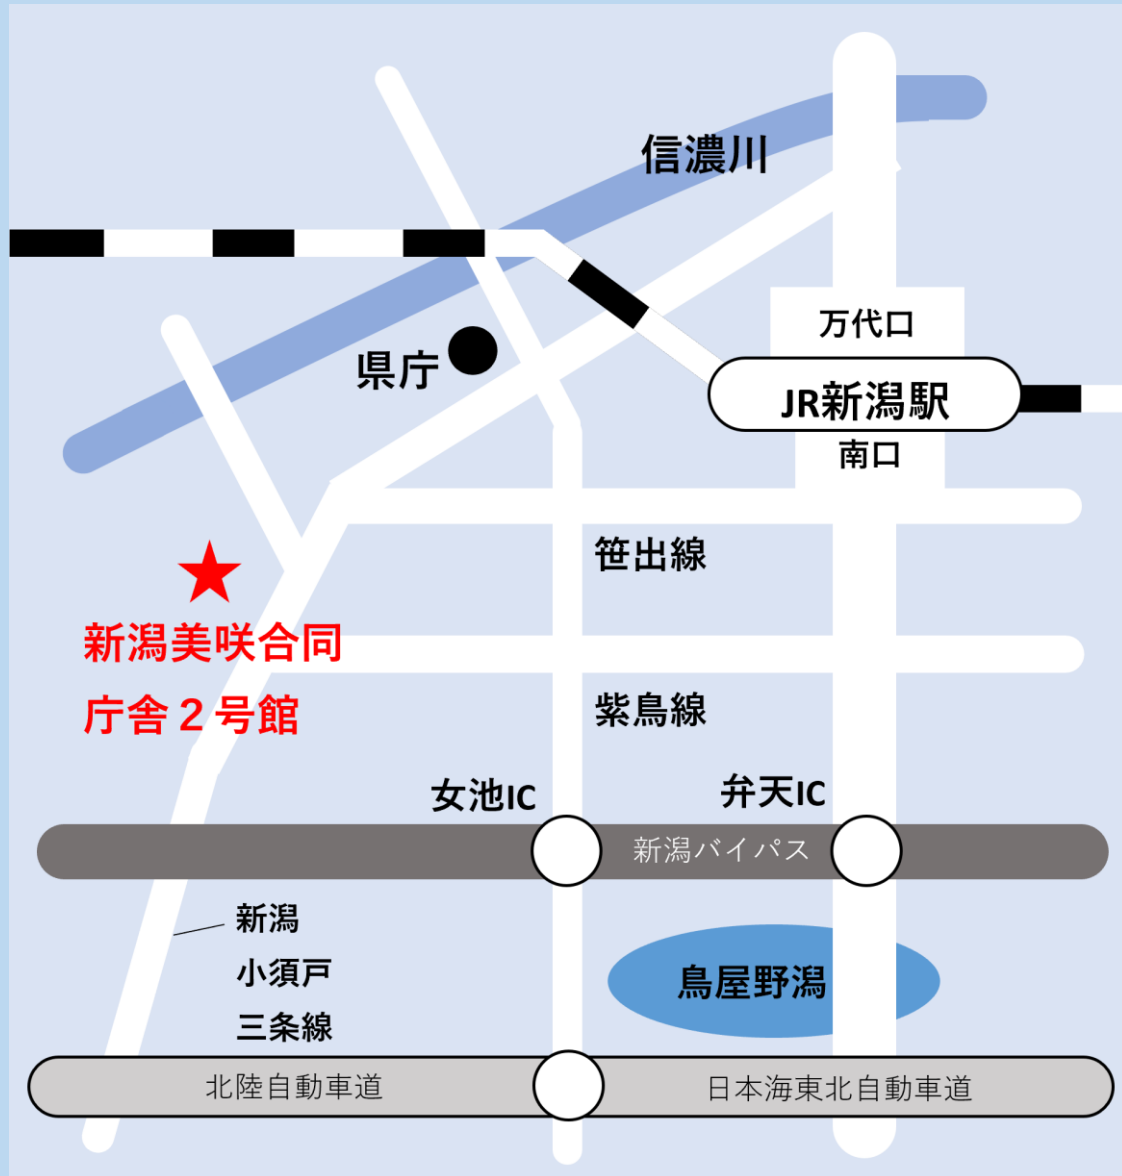 信濃川
万代口
県庁
JR新潟駅
南口
笹出線
新潟美咲合同
庁舎２号館
紫鳥線
女池IC
弁天IC
新潟バイパス
新潟
小須戸
三条線
鳥屋野潟
北陸自動車道
日本海東北自動車道